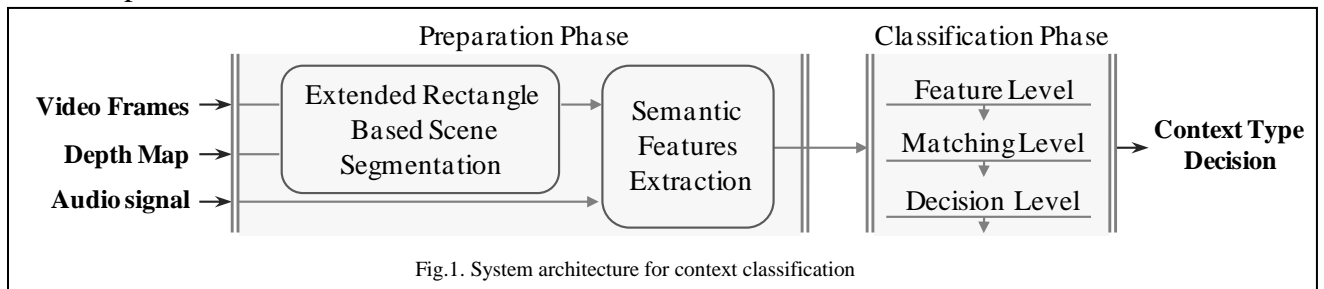 Preparation Phase
Classification Phase
Video Frames
Depth Map
Audio signal
Extended Rectangle
Based Scene
Segmentation
Semantic
Features
Extraction
Feature Level
Matching Level
Decision Level
Context Type
Decision
Fig.1. System architecture for context classification